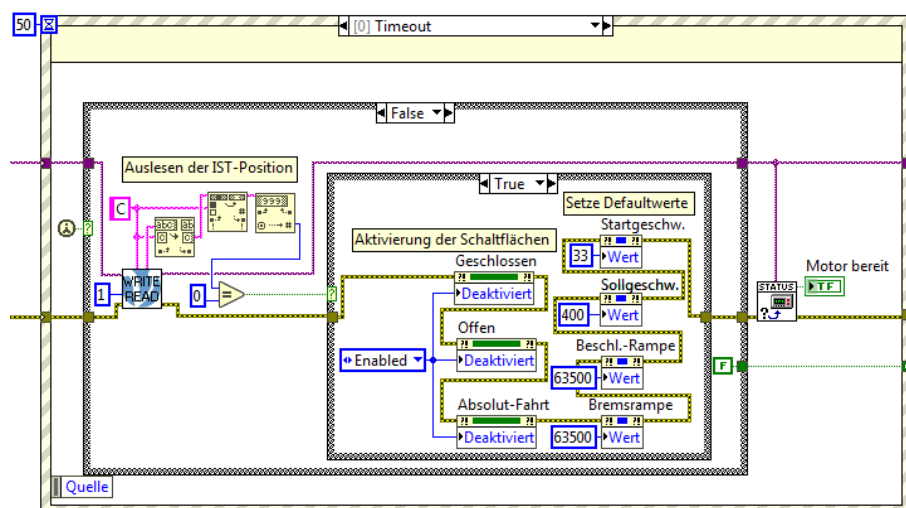 50
[0] Timeout
False
Auslesen der IST-Position
True
Setze Defaultwerte
Startgeschw.
C
33
Wert
Aktivierung der Schaltflächen
Geschlossen
Deaktiviert
Sollgeschw.
400
Wert
WRITE
READ
1
0
=
Motor bereit
STATUS
TF
Offen
Deaktiviert
Enabled
Beschl.-Rampe
63500
Wert
F
Absolut-Fahrt
Deaktiviert
Bremsrampe
63500
Wert
Quelle